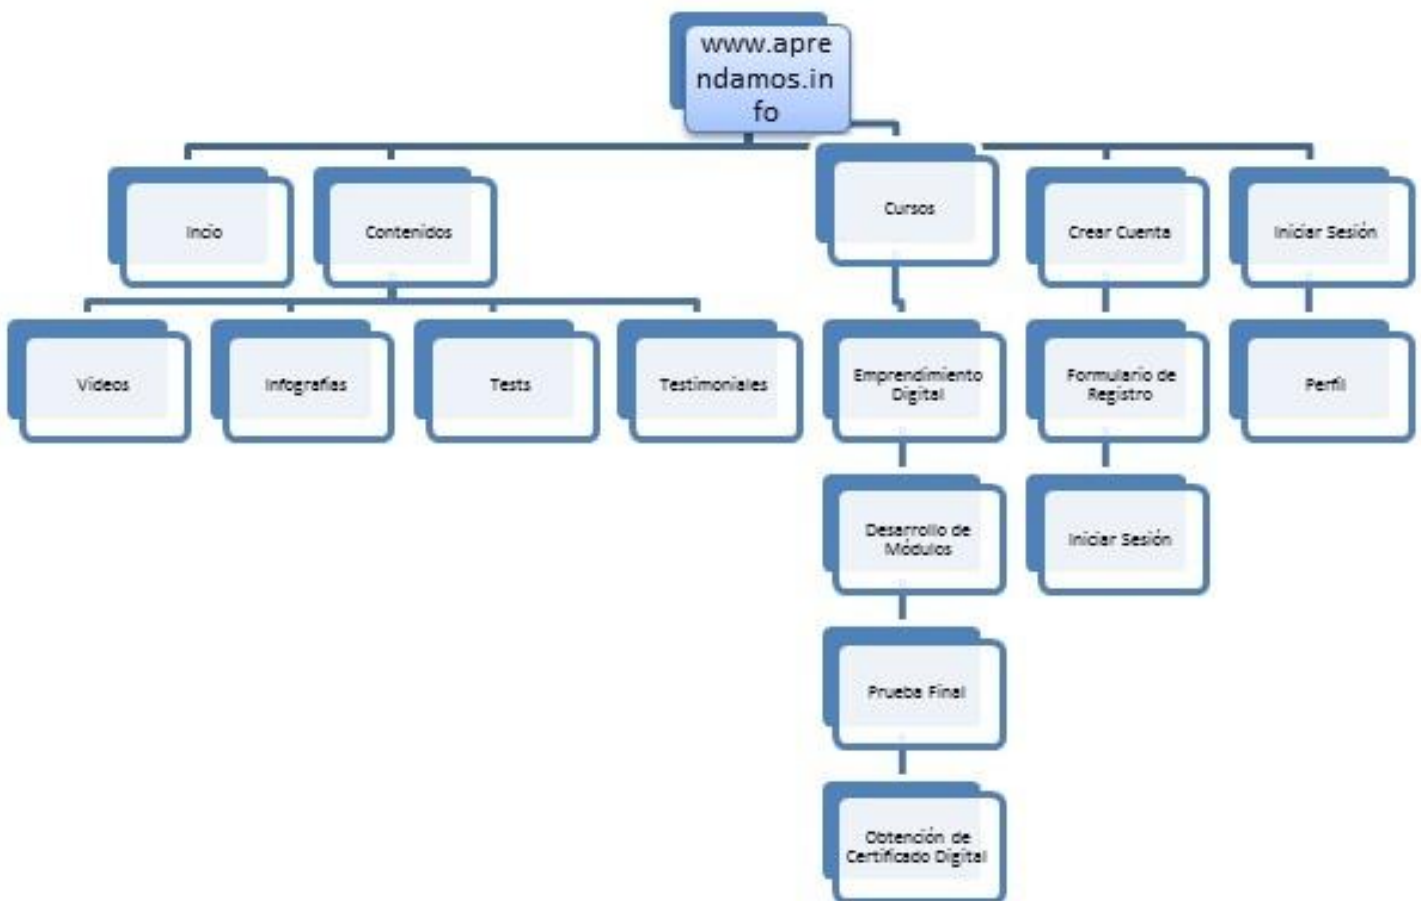 www.apre
ndamos.in
fo
Incio
Contenidos
Cursos
Crear Cuenta
Iniciar Sesión
Videos
Infografías
Tests
Testimoniales
Emprendimiento
Digital
Formulario de
Registro
Perfil
Desarrollo de
Módulos
Iniciar Sesión
Prueba Final
Obtención de
Certificado Digital